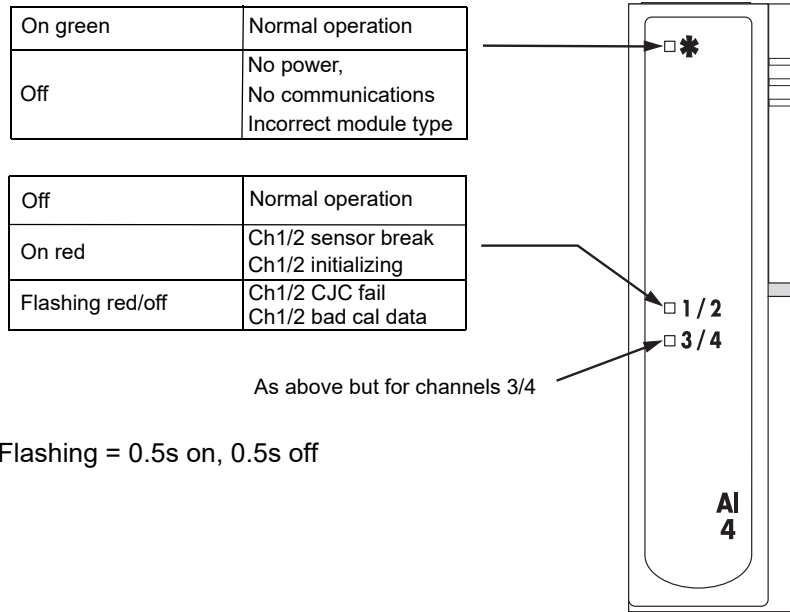 On green Normal operation
Off No power,
No communications
Incorrect module type
✱
Off Normal operation
On red Ch1/2 sensor break
Ch1/2 initializing
Flashing red/off Ch1/2 CJC fail
Ch1/2 bad cal data
1/2
3/4
As above but for channels 3/4
Flashing = 0.5s on, 0.5s off
AI
4